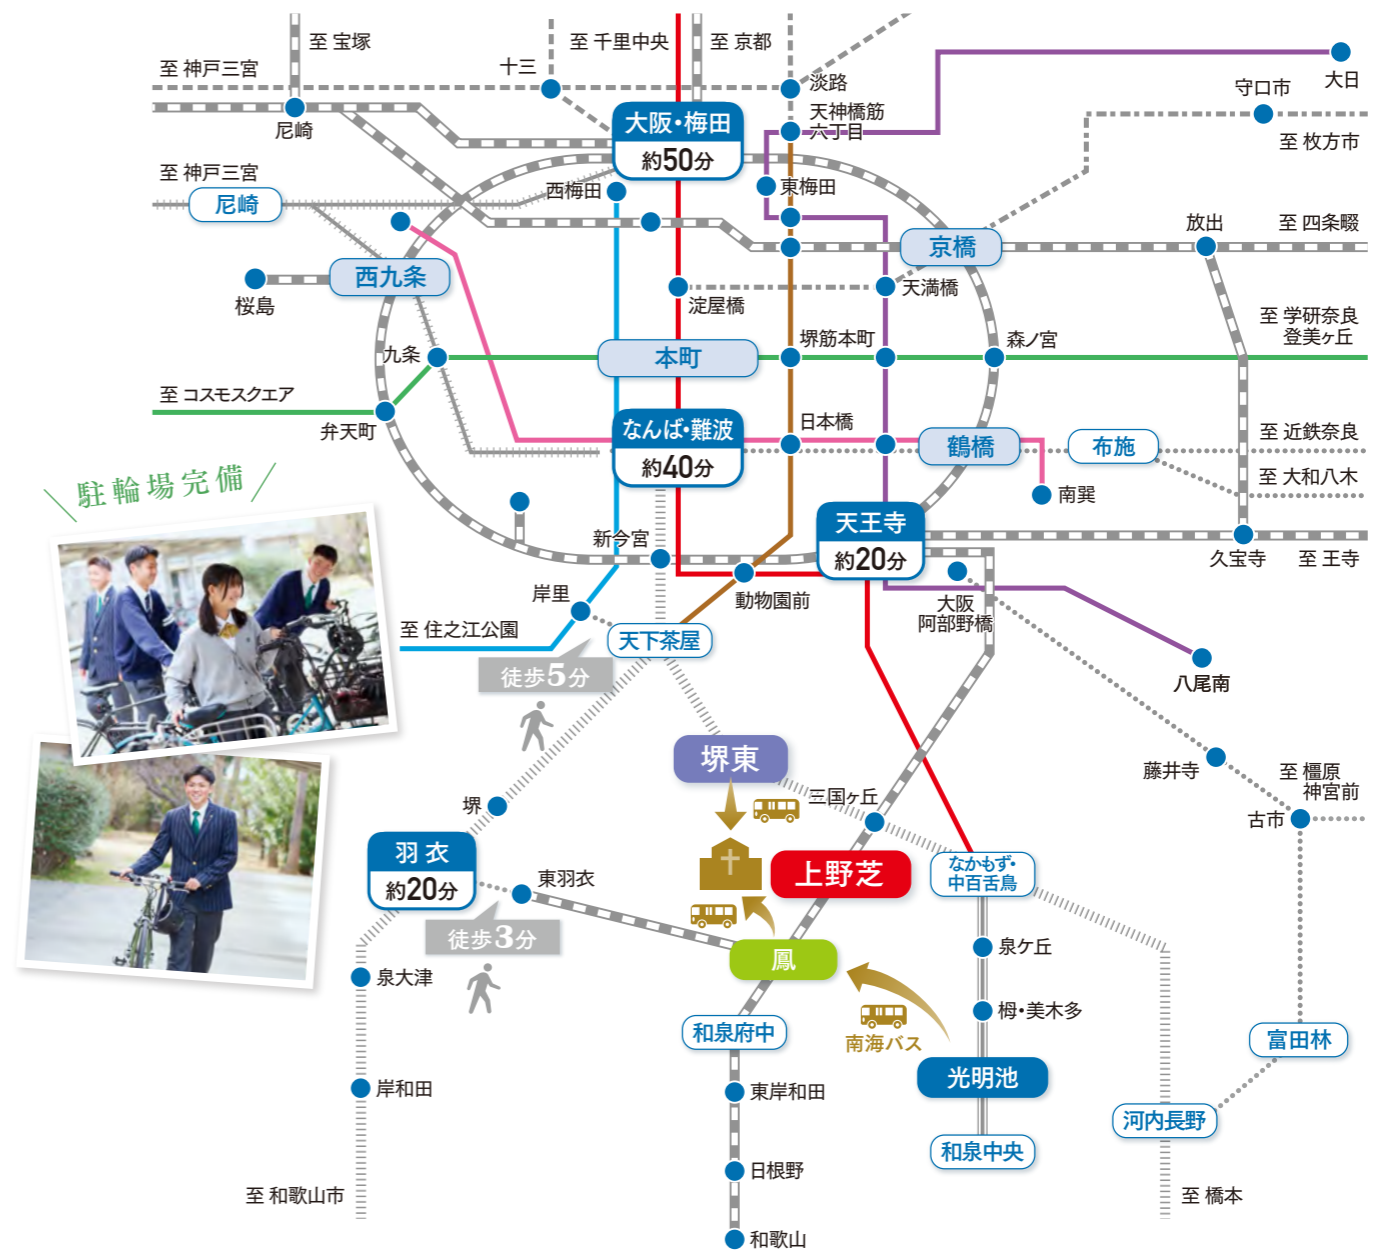 至 宝塚
至 千里中央
至 京都
至 神戸三宮
十三
淡路
大日
守口市
尼崎
大阪・梅田
約50分
天神橋筋
六丁目
至 枚方市
至 神戸三宮
尼崎
西梅田
東梅田
京橋
放出
至 四条畷
西九条
桜島
淀屋橋
天満橋
至 学研奈良
登美ヶ丘
九条
本町
堺筋本町
森ノ宮
至 コスモスクエア
弁天町
なんば・難波
約40分
日本橋
鶴橋
布施
至 近鉄奈良
至 大和八木
南巽
駐輪場完備
新今宮
天王寺
約20分
久宝寺
至 王寺
岸里
動物園前
大阪
阿部野橋
至 住之江公園
天下茶屋
徒歩5分
八尾南
堺東
藤井寺
至 橿原
神宮前
古市
堺
三国ヶ丘
羽衣
約20分
東羽衣
上野芝
なかもず・
中百舌鳥
徒歩3分
鳳
泉ケ丘
泉大津
栂・美木多
和泉府中
南海バス
富田林
光明池
岸和田
東岸和田
河内長野
和泉中央
日根野
至 和歌山市
至 橋本
和歌山